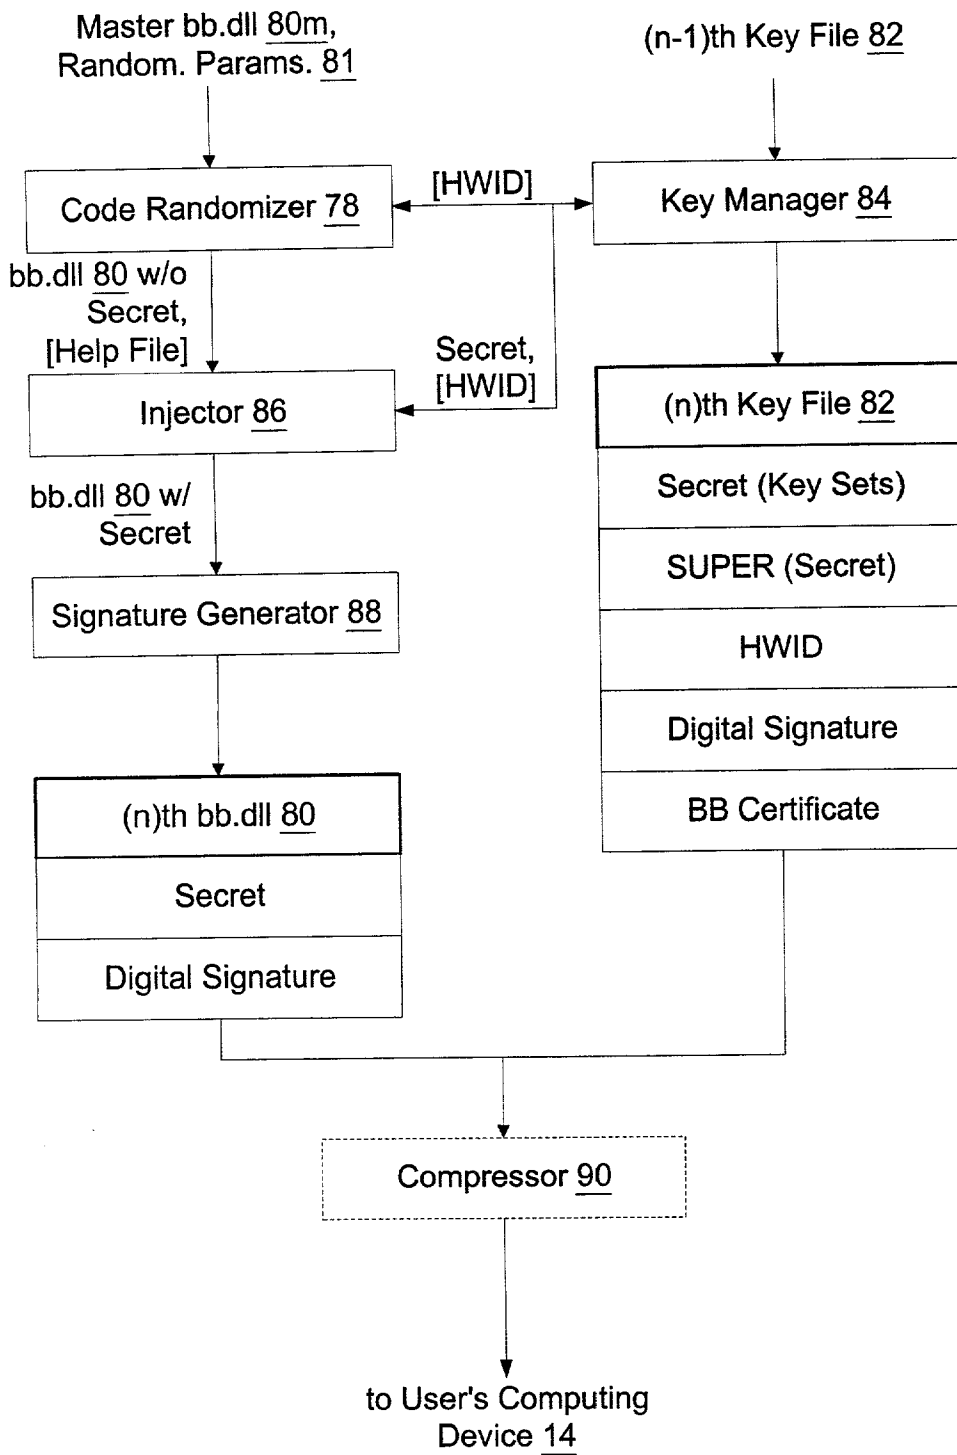 Master bb.dll 80m,
Random. Params. 81
(n-1)th Key File 82
Code Randomizer 78
[HWID]
Key Manager 84
bb.dll 80 w/o
Secret,
[Help File]
Secret,
[HWID]
Injector 86
(n)th Key File 82
Secret (Key Sets)
SUPER (Secret)
HWID
Digital Signature
BB Certificate
bb.dll 80 w/
Secret
Signature Generator 88
(n)th bb.dll 80
Secret
Digital Signature
Compressor 90
to User's Computing
Device 14